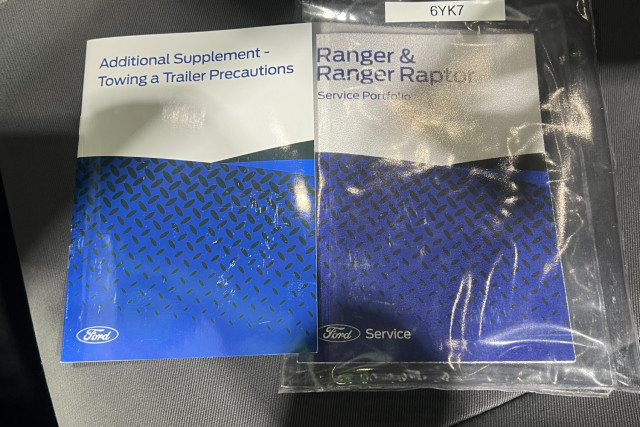 6YK7
Additional Supplement -
Towing a Trailer Precautions
Ford
Ranger &
Ranger Raptor
Service Portfolio
Ford Service